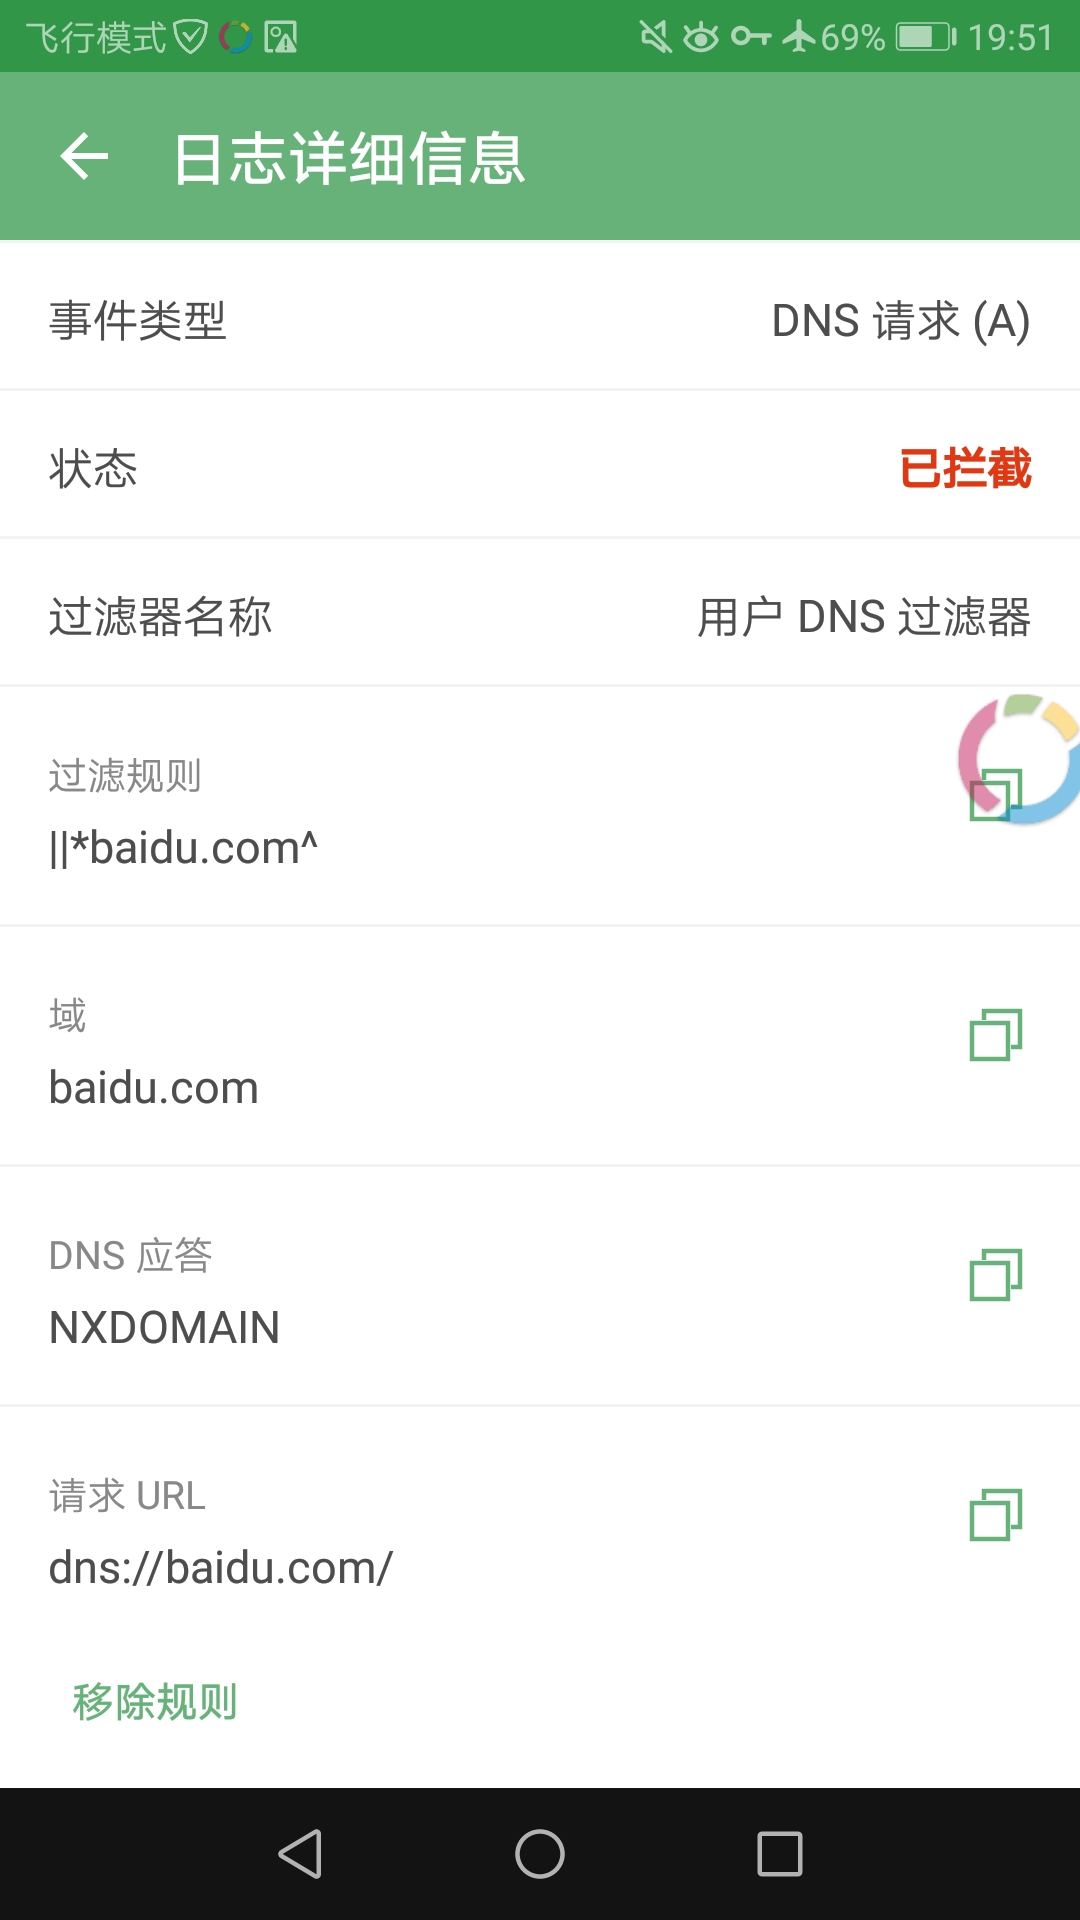 飞行模式 69% 19:51
日志详细信息
事件类型 DNS 请求 (A)
状态 已拦截
过滤器名称 用户 DNS 过滤器
过滤规则
||*baidu.com^
域
baidu.com
DNS 应答
NXDOMAIN
请求 URL
dns://baidu.com/
移除规则